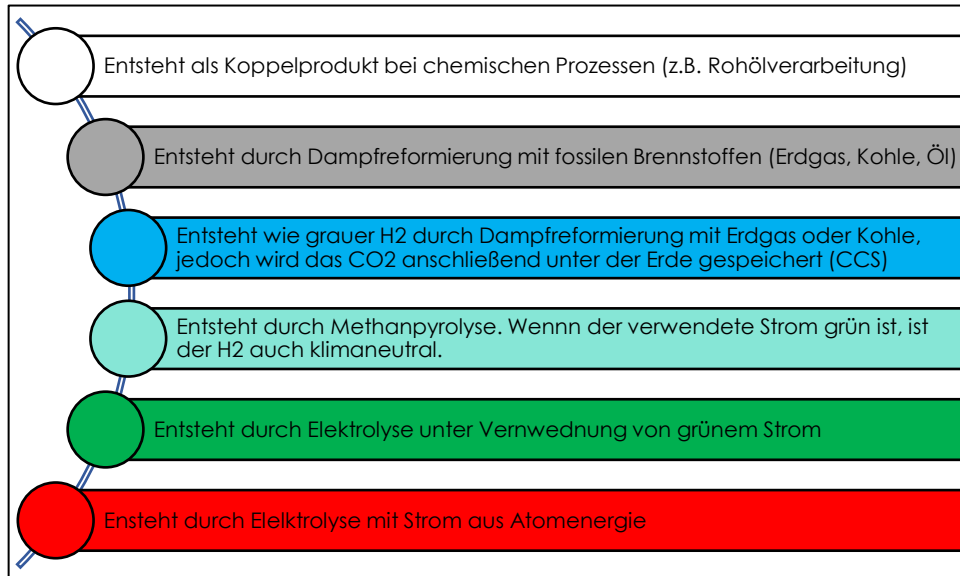 Entsteht als Koppelprodukt bei chemischen Prozessen (z.B. Rohölverarbeitung)
Entsteht durch Dampfreformierung mit fossilen Brennstoffen (Erdgas, Kohle, Öl)
Entsteht wie grauer H2 durch Dampfreformierung mit Erdgas oder Kohle,
jedoch wird das CO2 anschließend unter der Erde gespeichert (CCS)
Entsteht durch Methanpyrolyse. Wennn der verwendete Strom grün ist, ist
der H2 auch klimaneutral.
Entsteht durch Elektrolyse unter Vernwednung von grünem Strom
Ensteht durch Elelktrolyse mit Strom aus Atomenergie